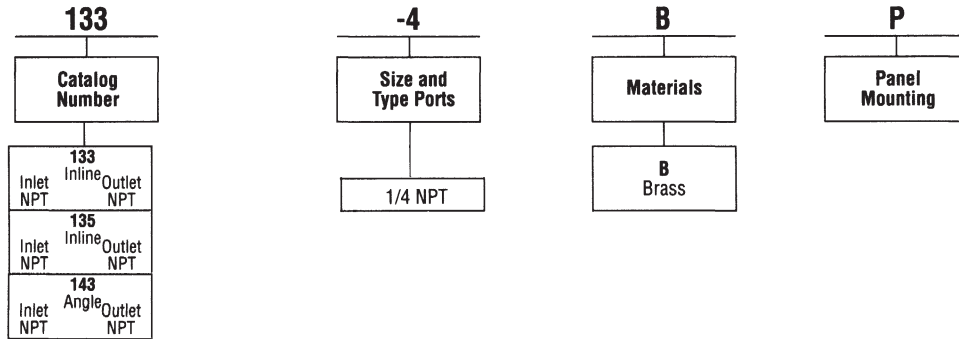 133
-4
B
P
Catalog
Number
Size and
Type Ports
Materials
Panel
Mounting
133
Inline
Inlet Outlet
NPT NPT
135
Inline
Inlet Outlet
NPT NPT
143
Angle
Inlet Outlet
NPT NPT
1/4 NPT
B
Brass